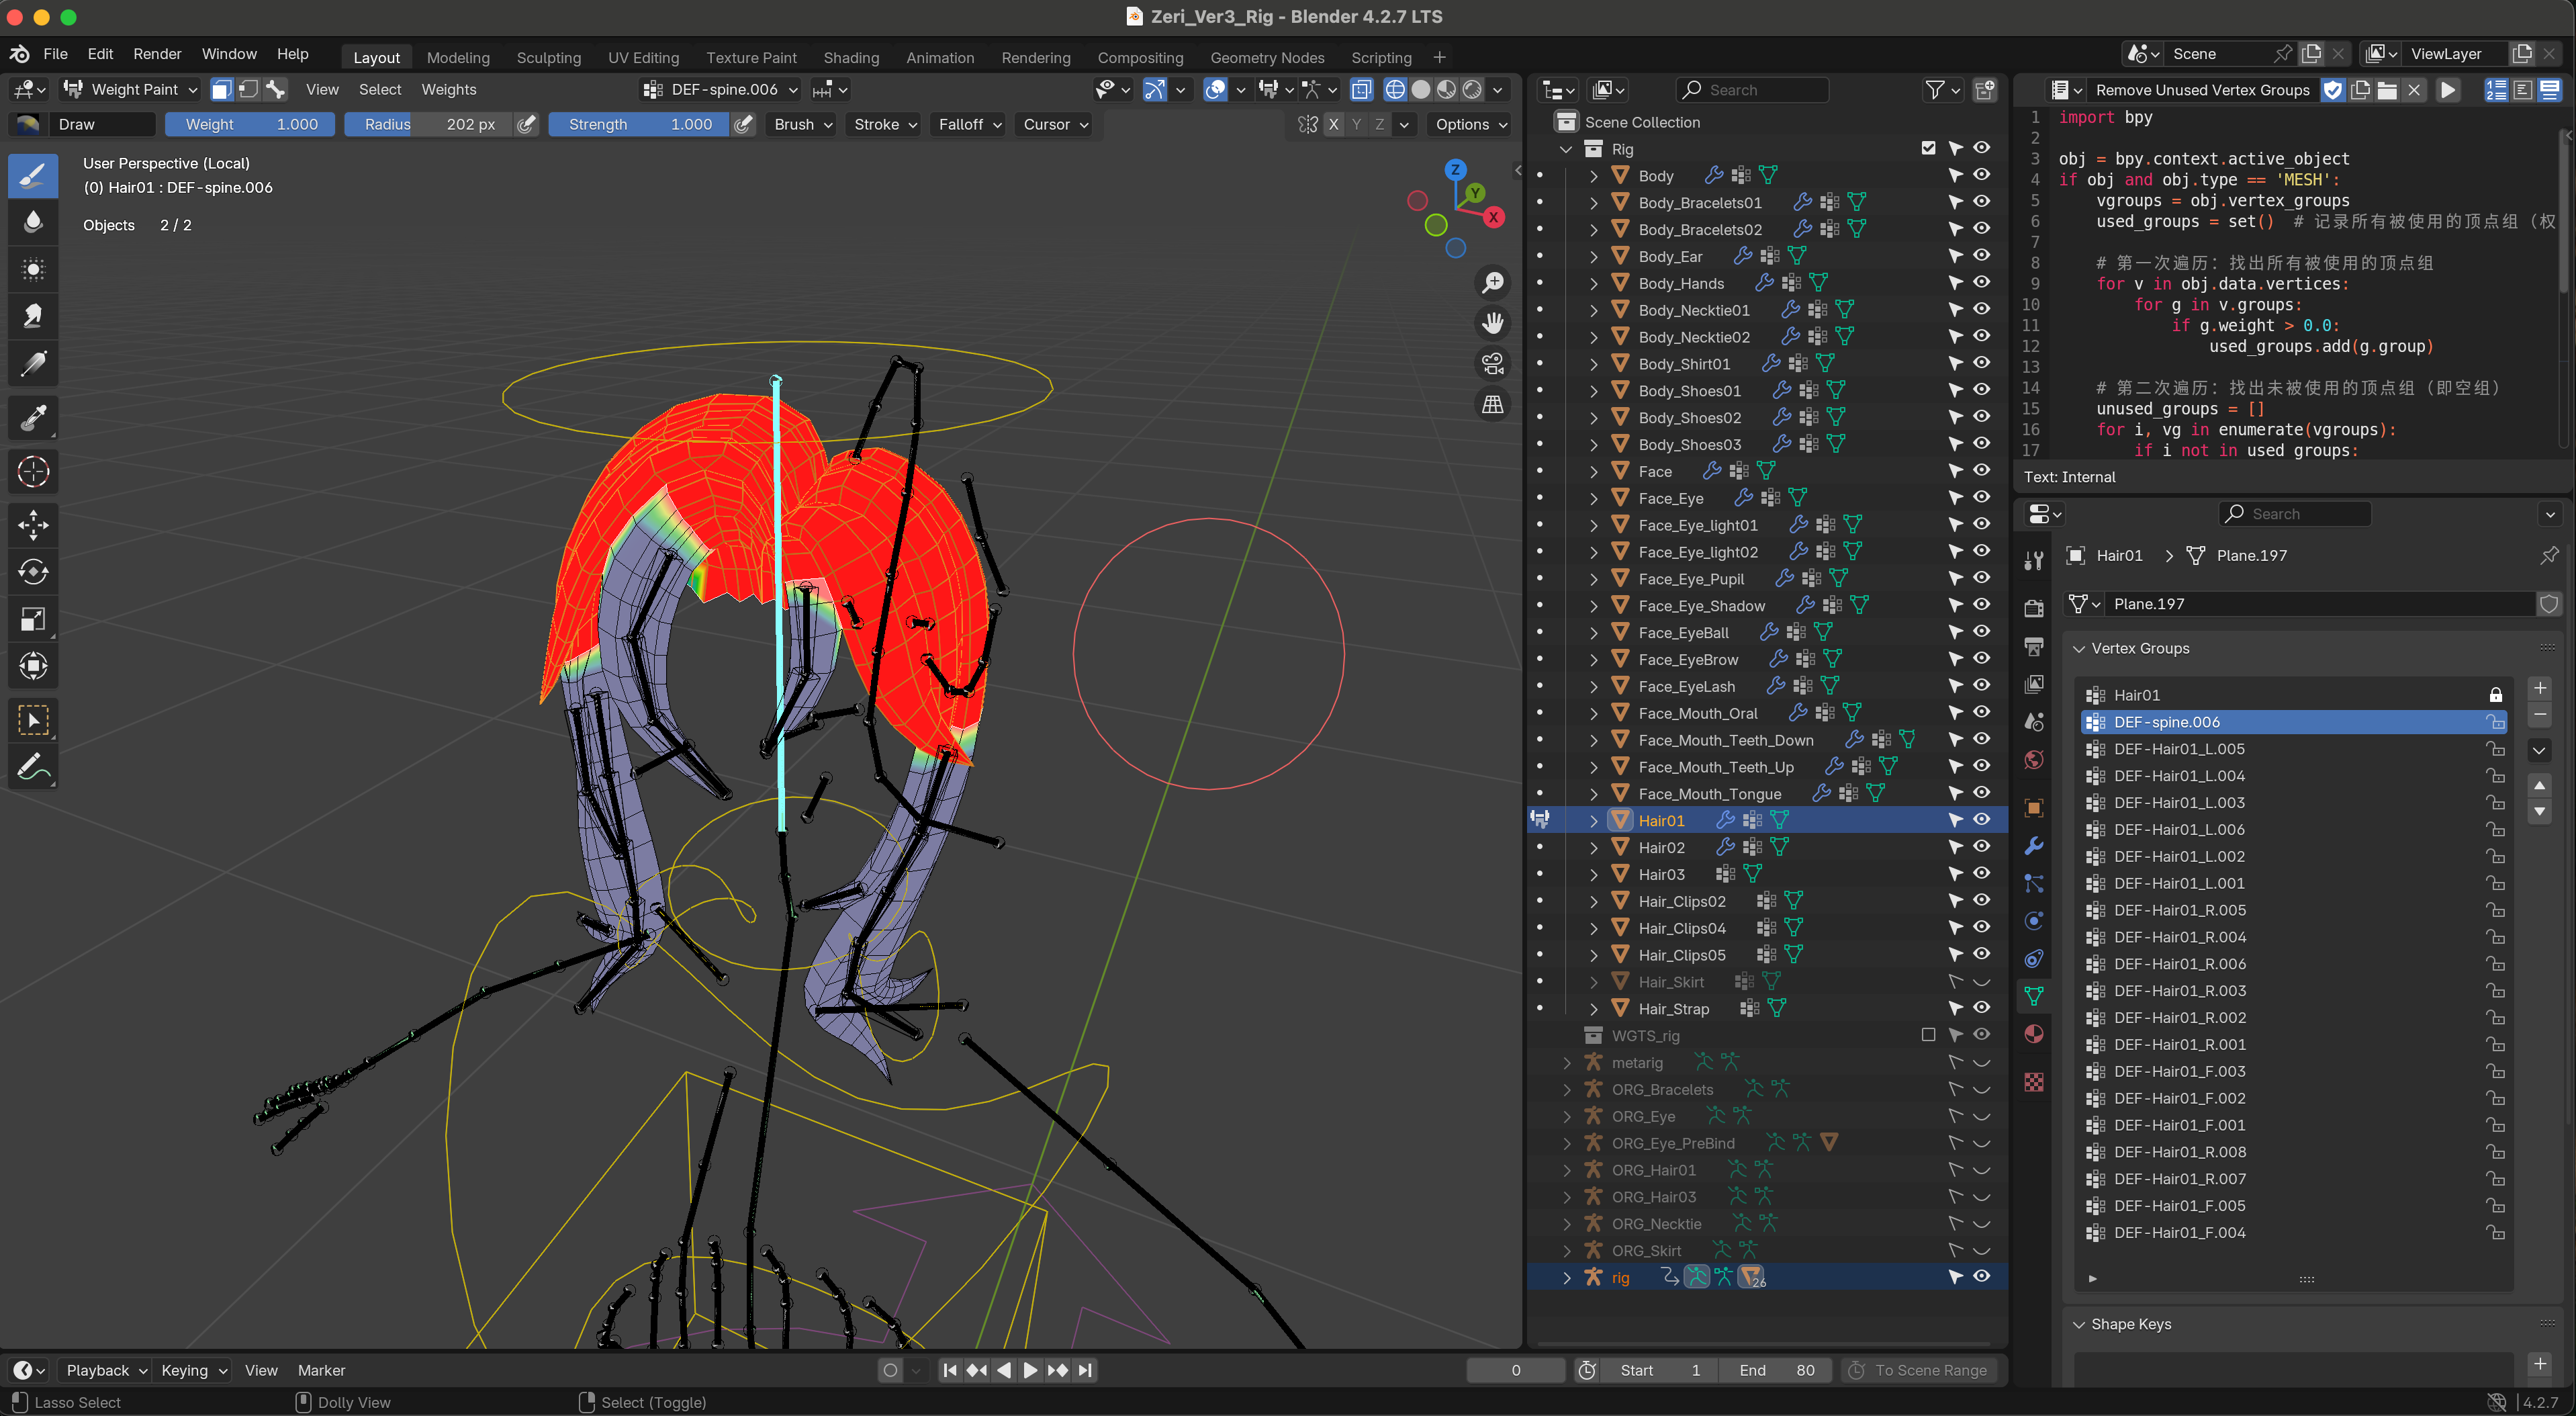 Zeri_Ver3_Rig - Blender 4.2.7 LTS
File Edit Render Window Help Layout Modeling Sculpting UV Editing Texture Paint Shading Animation Rendering Compositing Geometry Nodes Scripting Scene ViewLayer
Weight Paint View Select Weights DEF-spine.006
Draw Weight 1.000 Radius 202 px Strength 1.000 Brush Stroke Falloff Cursor X Y Z Options
User Perspective (Local)
(0) Hair01 : DEF-spine.006
Objects 2 / 2
Z
Y
X
Search
Scene Collection
Rig
Body
Body_Bracelets01
Body_Bracelets02
Body_Ear
Body_Hands
Body_Necktie01
Body_Necktie02
Body_Shirt01
Body_Shoes01
Body_Shoes02
Body_Shoes03
Face
Face_Eye
Face_Eye_light01
Face_Eye_light02
Face_Eye_Pupil
Face_Eye_Shadow
Face_EyeBall
Face_EyeBrow
Face_EyeLash
Face_Mouth_Oral
Face_Mouth_Teeth_Down
Face_Mouth_Teeth_Up
Face_Mouth_Tongue
Hair01
Hair02
Hair03
Hair_Clips02
Hair_Clips04
Hair_Clips05
Hair_Skirt
Hair_Strap
WGTS_rig
metarig
ORG_Bracelets
ORG_Eye
ORG_Eye_PreBind
ORG_Hair01
ORG_Hair03
ORG_Necktie
ORG_Skirt
rig 26
Remove Unused Vertex Groups
1 import bpy
2
3 obj = bpy.context.active_object
4 if obj and obj.type == 'MESH':
5 vgroups = obj.vertex_groups
6 used_groups = set() # 记录所有被使用的顶点组（权
7
8 # 第一次遍历：找出所有被使用的顶点组
9 for v in obj.data.vertices:
10 for g in v.groups:
11 if g.weight > 0.0:
12 used_groups.add(g.group)
13
14 # 第二次遍历：找出未被使用的顶点组（即空组）
15 unused_groups = []
16 for i, vg in enumerate(vgroups):
17 if i not in used_groups:
Text: Internal
Search
Hair01 Plane.197
Plane.197
Vertex Groups
Hair01
DEF-spine.006
DEF-Hair01_L.005
DEF-Hair01_L.004
DEF-Hair01_L.003
DEF-Hair01_L.006
DEF-Hair01_L.002
DEF-Hair01_L.001
DEF-Hair01_R.005
DEF-Hair01_R.004
DEF-Hair01_R.006
DEF-Hair01_R.003
DEF-Hair01_R.002
DEF-Hair01_R.001
DEF-Hair01_F.003
DEF-Hair01_F.002
DEF-Hair01_F.001
DEF-Hair01_R.008
DEF-Hair01_R.007
DEF-Hair01_F.005
DEF-Hair01_F.004
Shape Keys
Playback Keying View Marker 0 Start 1 End 80 To Scene Range
Lasso Select Dolly View Select (Toggle) 4.2.7